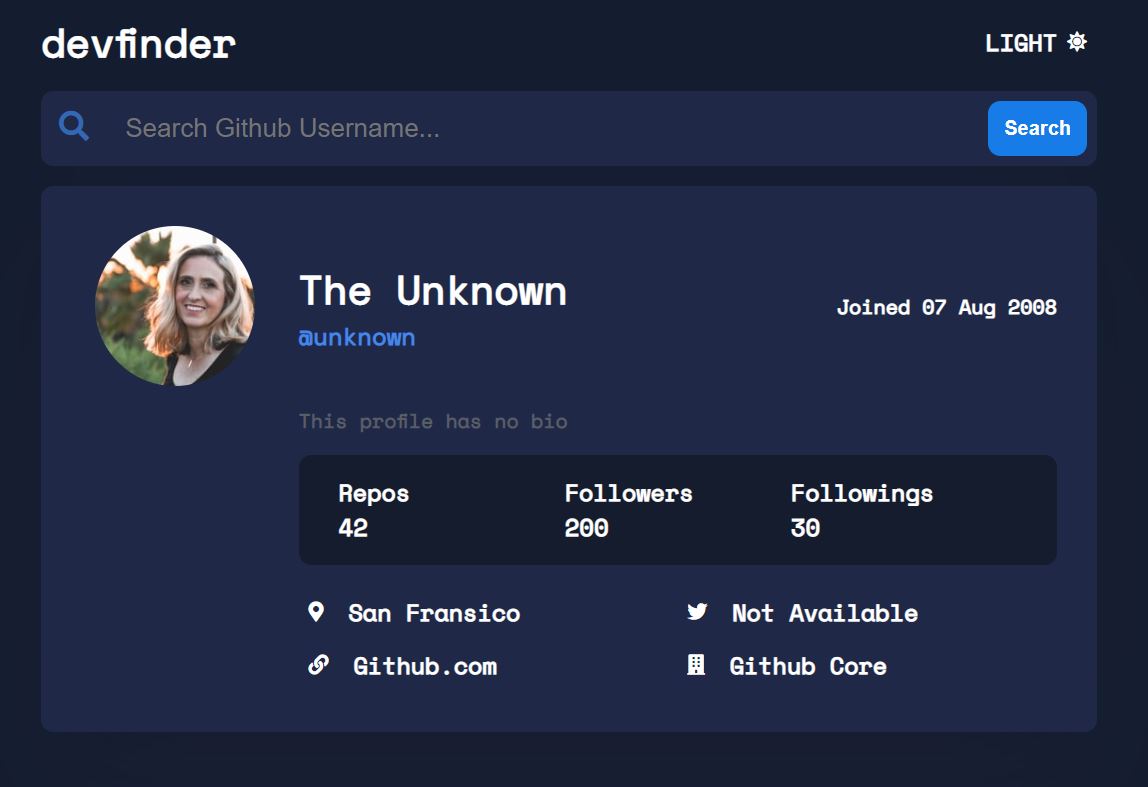 devfinder
LIGHT
Search Github Username...
Search
The Unknown
@unknown
Joined 07 Aug 2008
This profile has no bio
Repos Followers Followings
42 200 30
San Fransico Not Available
Github.com Github Core